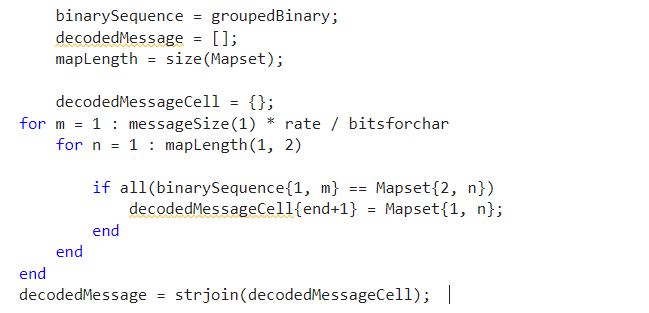 binarySequence = groupedBinary;
decodedMessage = [];
mapLength = size(Mapset);
decodedMessageCell = {};
for m = 1 : messageSize(1) * rate / bitsforchar
for n = 1 : mapLength(1, 2)
if all(binarySequence{1, m} == Mapset{2, n})
decodedMessageCell{end+1} = Mapset{1, n};
end
end
end
decodedMessage = strjoin(decodedMessageCell);